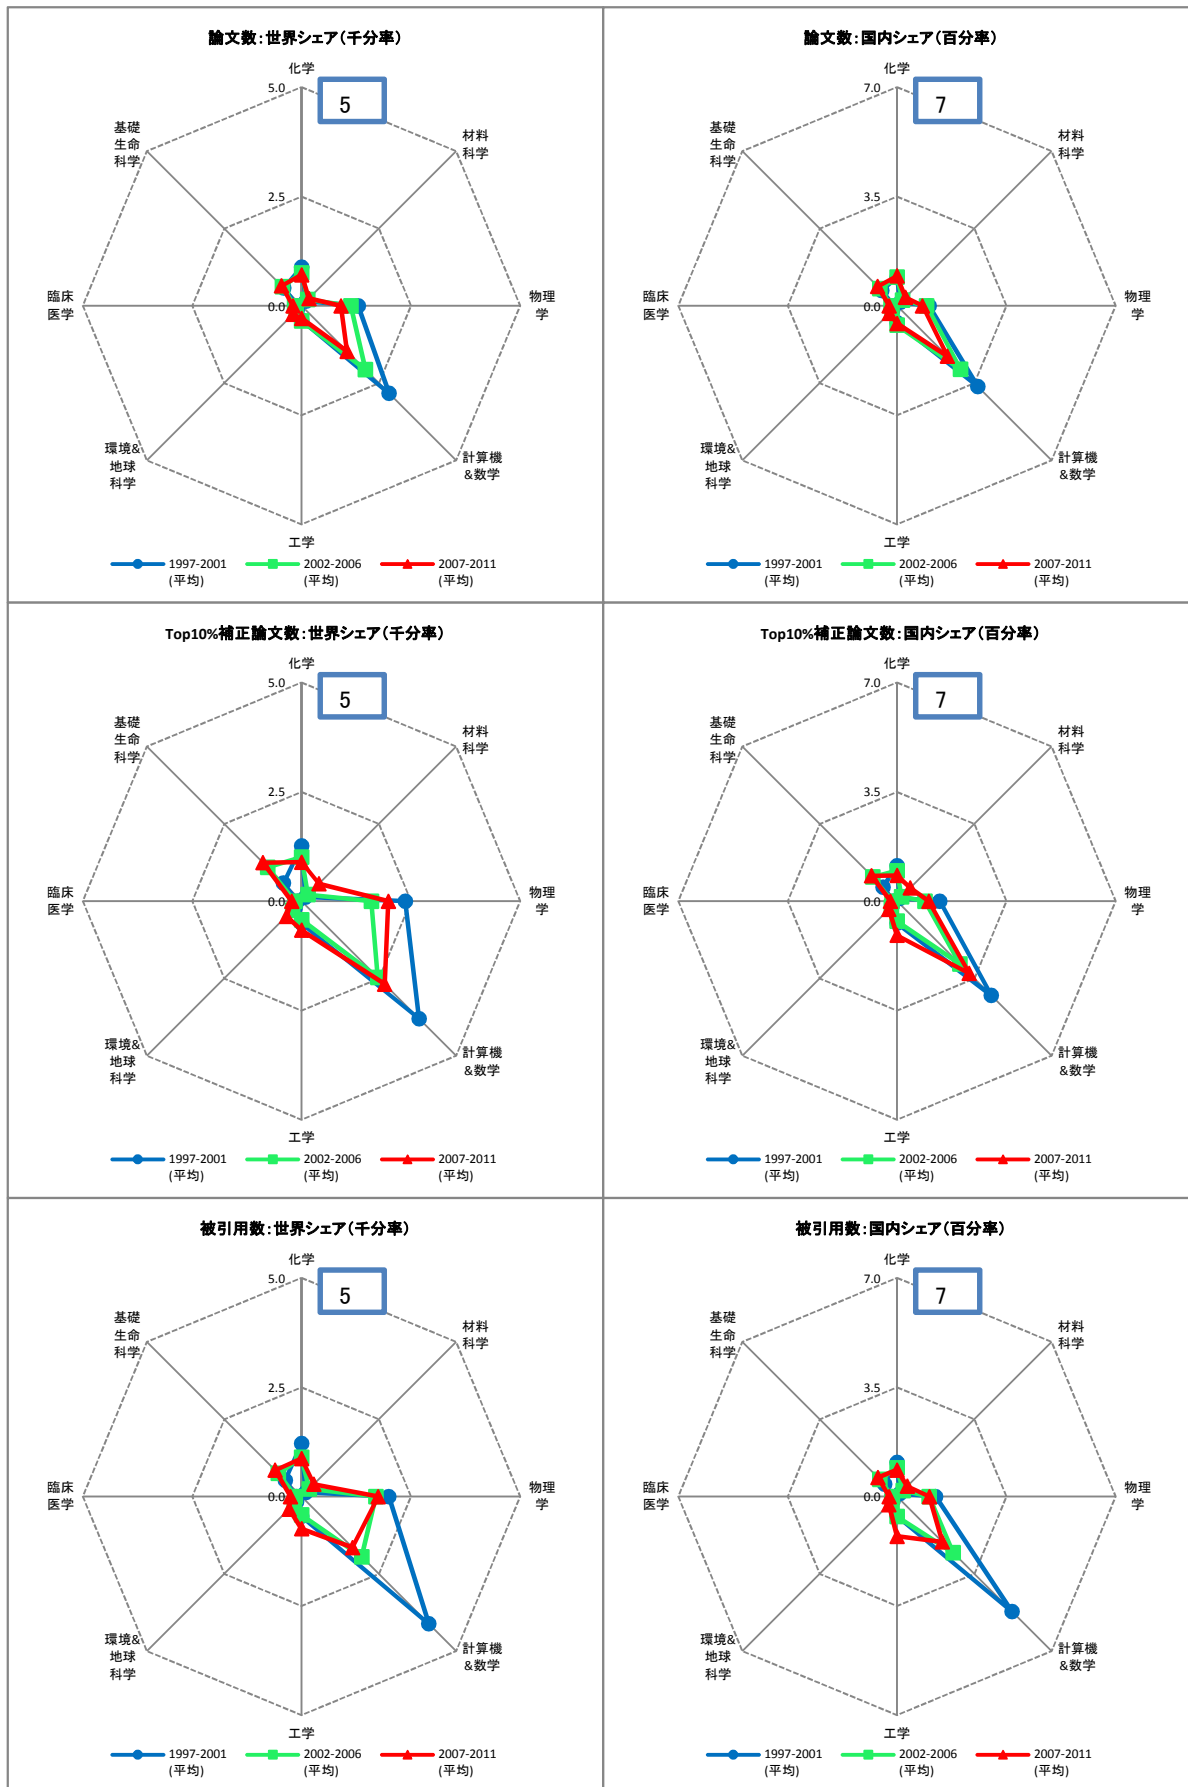 論文数：世界シェア（千分率）
化学
5.0
5
基礎
生命
科学
材料
科学
2.5
臨床
医学
0.0
物理
学
環境&
地球
科学
計算機
&数学
工学
1997-2001
(平均)
2002-2006
(平均)
2007-2011
(平均)
論文数：国内シェア（百分率）
化学
7.0
7
基礎
生命
科学
材料
科学
3.5
臨床
医学
0.0
物理
学
環境&
地球
科学
計算機
&数学
工学
1997-2001
(平均)
2002-2006
(平均)
2007-2011
(平均)
Top10%補正論文数：世界シェア（千分率）
化学
5.0
5
基礎
生命
科学
材料
科学
2.5
臨床
医学
0.0
物理
学
環境&
地球
科学
計算機
&数学
工学
1997-2001
(平均)
2002-2006
(平均)
2007-2011
(平均)
Top10%補正論文数：国内シェア（百分率）
化学
7.0
7
基礎
生命
科学
材料
科学
3.5
臨床
医学
0.0
物理
学
環境&
地球
科学
計算機
&数学
工学
1997-2001
(平均)
2002-2006
(平均)
2007-2011
(平均)
被引用数：世界シェア（千分率）
化学
5.0
5
基礎
生命
科学
材料
科学
2.5
臨床
医学
0.0
物理
学
環境&
地球
科学
計算機
&数学
工学
1997-2001
(平均)
2002-2006
(平均)
2007-2011
(平均)
被引用数：国内シェア（百分率）
化学
7.0
7
基礎
生命
科学
材料
科学
3.5
臨床
医学
0.0
物理
学
環境&
地球
科学
計算機
&数学
工学
1997-2001
(平均)
2002-2006
(平均)
2007-2011
(平均)